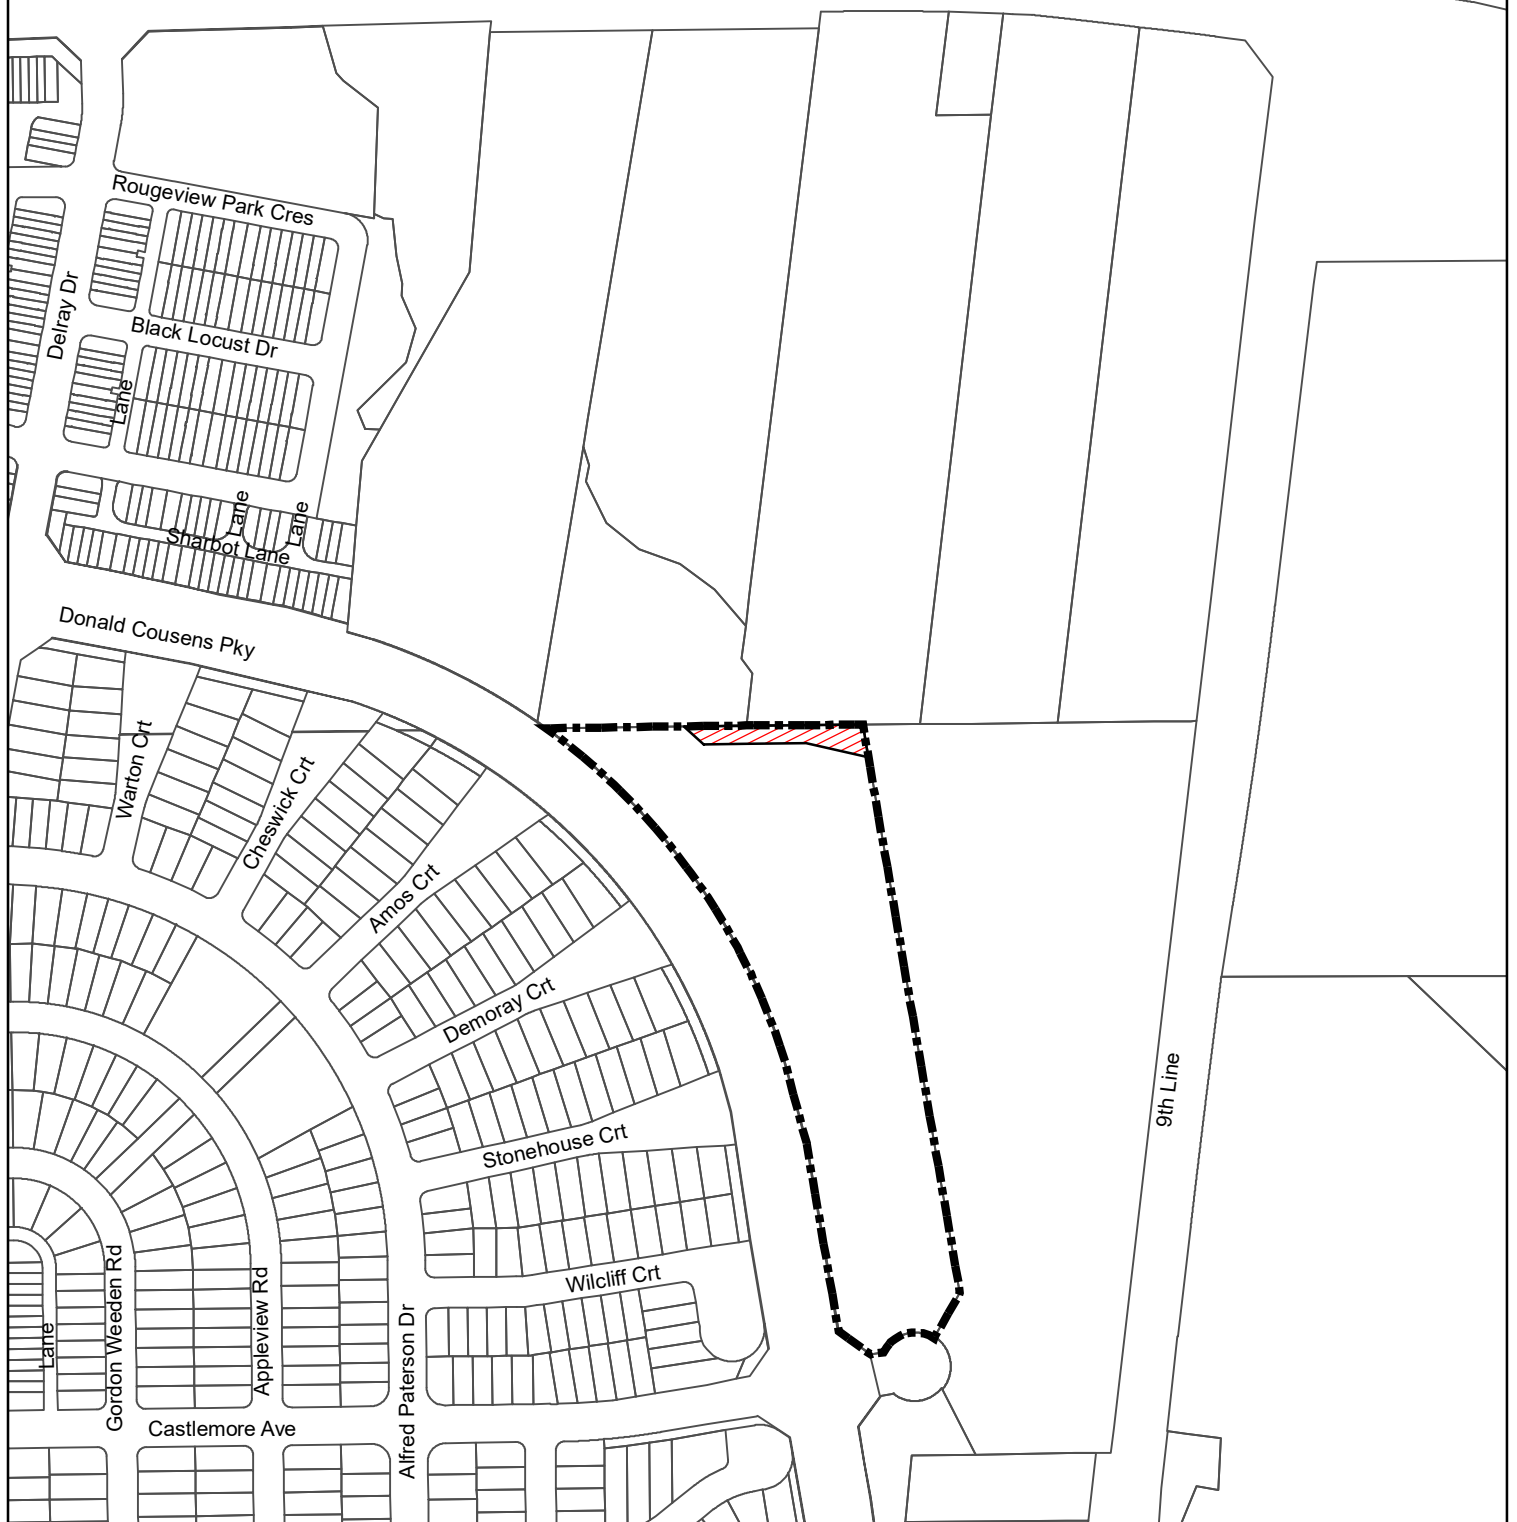 Rougeview Park Cres
Delray Dr
Black Locust Dr
Lane
Lane
Lane
Sharbot Lane
Donald Cousens Pky
Warton Crt
Cheswick Crt
Amos Crt
Demoray Crt
Stonehouse Crt
9th Line
Wilcliff Crt
Lane
Gordon Weeden Rd
Appleview Rd
Alfred Paterson Dr
Castlemore Ave